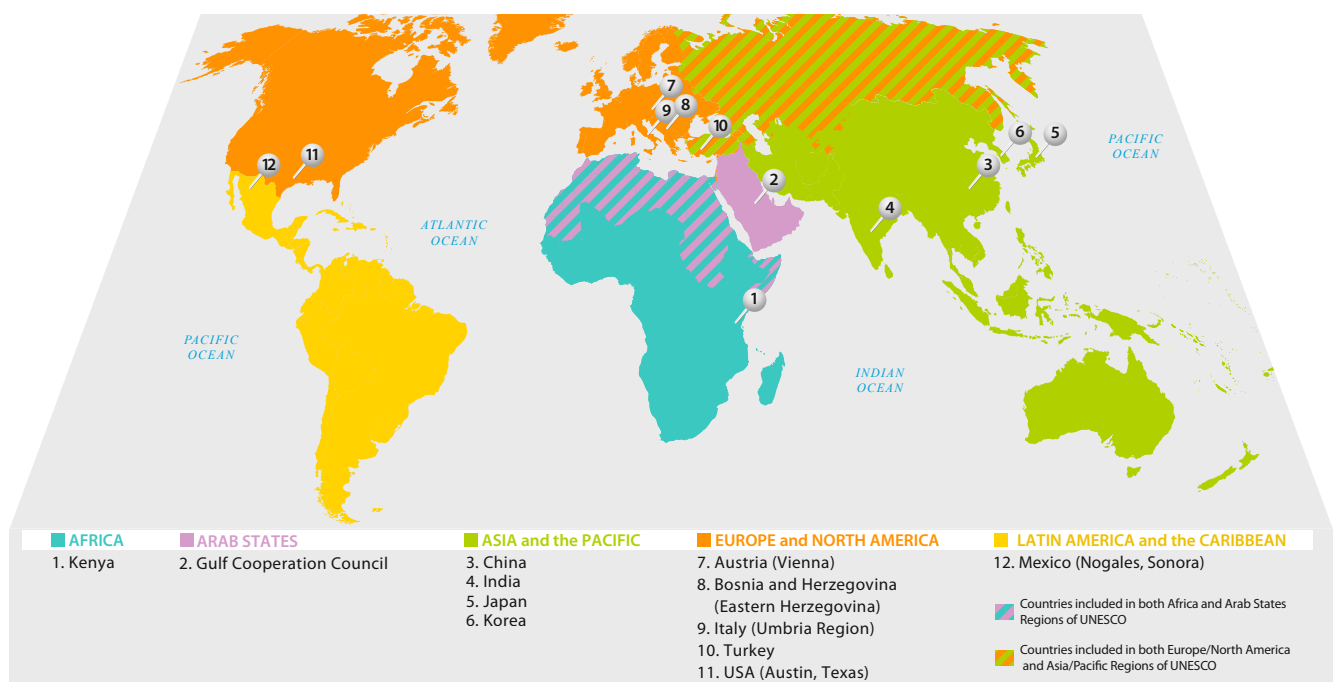 7
8
9
10
6
5
PACIFIC
OCEAN
12
11
3
2
4
ATLANTIC
OCEAN
1
PACIFIC
OCEAN
INDIAN
OCEAN
AFRICA
1. Kenya
ARAB STATES
2. Gulf Cooperation Council
ASIA and the PACIFIC
3. China
4. India
5. Japan
6. Korea
EUROPE and NORTH AMERICA
7. Austria (Vienna)
8. Bosnia and Herzegovina
(Eastern Herzegovina)
9. Italy (Umbria Region)
10. Turkey
11. USA (Austin, Texas)
LATIN AMERICA and the CARIBBEAN
12. Mexico (Nogales, Sonora)
Countries included in both Africa and Arab States
Regions of UNESCO
Countries included in both Europe/North America
and Asia/Pacific Regions of UNESCO